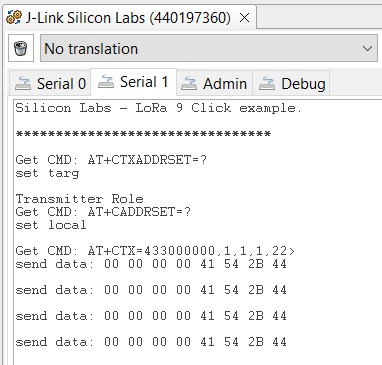 J-Link Silicon Labs (440197360)
No translation
Serial 0
Serial 1
Admin
Debug
Silicon Labs - LoRa 9 Click example.
********************************
Get CMD: AT+CTXADDRSET=?
set targ
Transmitter Role
Get CMD: AT+CADDRSET=?
set local
Get CMD: AT+CTX=433000000,1,1,1,22>
send data: 00 00 00 00 41 54 2B 44
send data: 00 00 00 00 41 54 2B 44
send data: 00 00 00 00 41 54 2B 44
send data: 00 00 00 00 41 54 2B 44